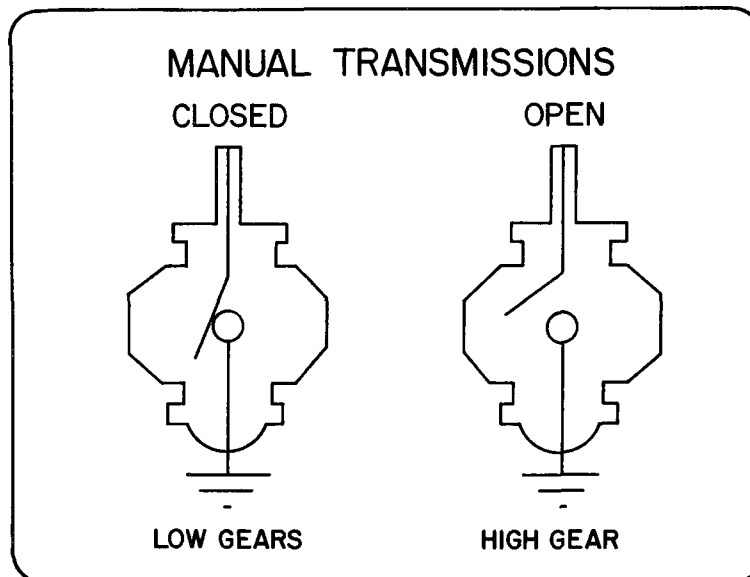 MANUAL TRANSMISSIONS
CLOSED
OPEN
LOW GEARS
HIGH GEAR